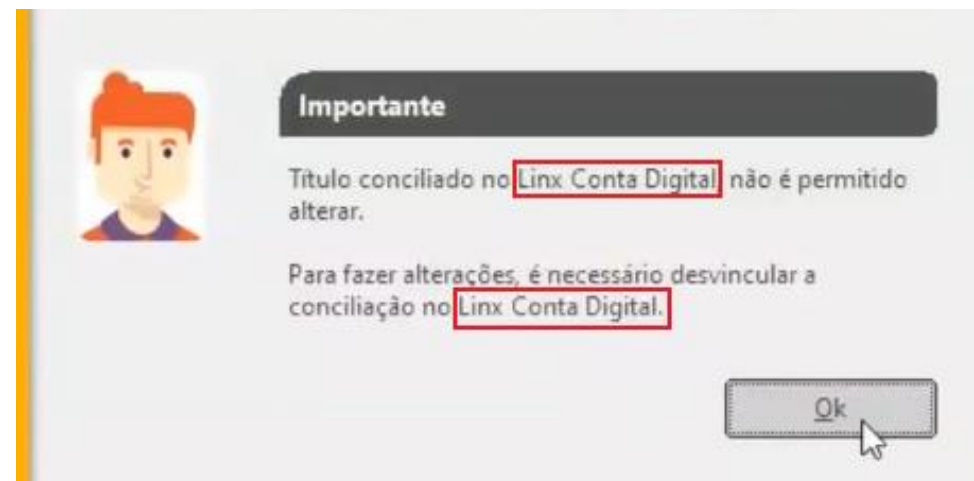 Importante
Título conciliado no Linx Conta Digital, não é permitido
alterar.
Para fazer alterações, é necessário desvincular a
conciliação no Linx Conta Digital.
Ok